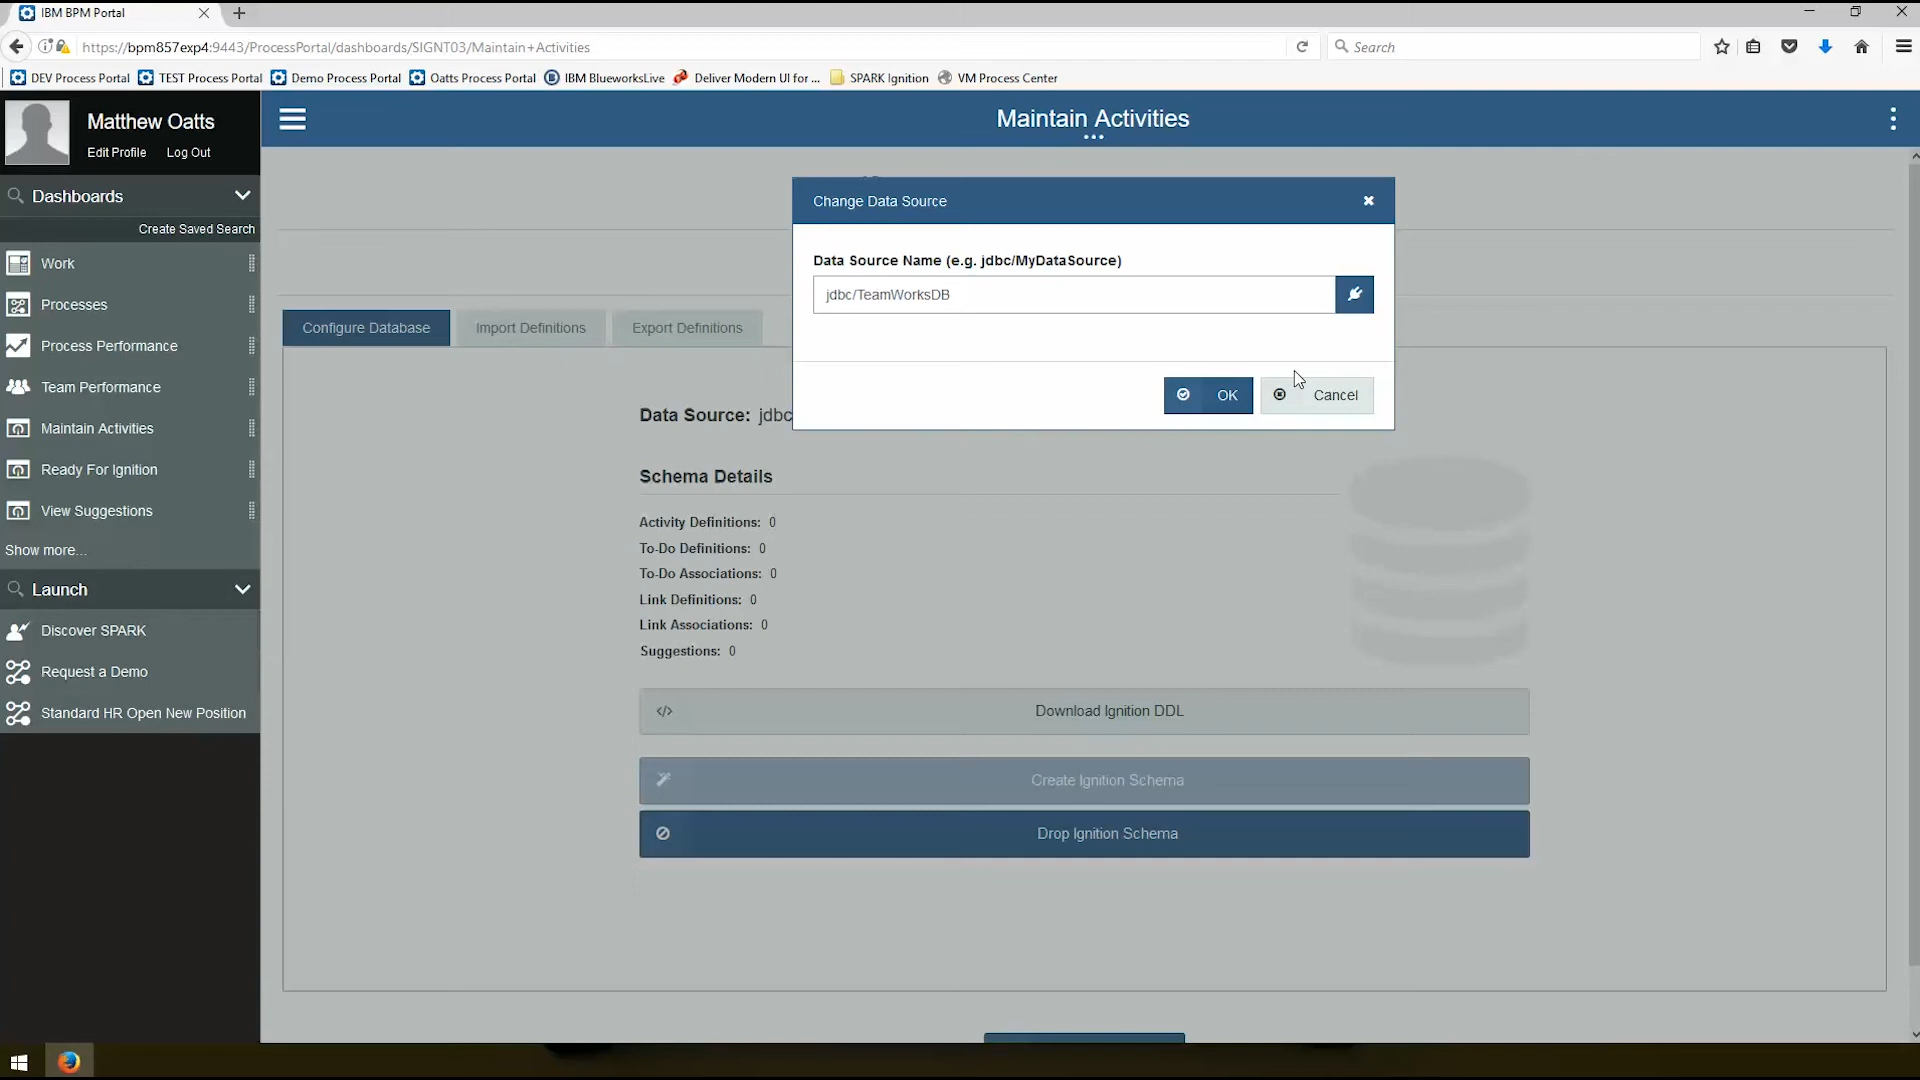 IBM BPM Portal
https://bpm857exp4:9443/ProcessPortal/dashboards/SIGNT03/Maintain+Activities
Search
DEV Process Portal
TEST Process Portal
Demo Process Portal
Oatts Process Portal
IBM BlueworksLive
Deliver Modern UI for ...
SPARK Ignition
VM Process Center
Matthew Oatts
Edit Profile
Log Out
Maintain Activities
Dashboards
Create Saved Search
Work
Processes
Process Performance
Team Performance
Maintain Activities
Ready For Ignition
View Suggestions
Show more...
Launch
Discover SPARK
Request a Demo
Standard HR Open New Position
Change Data Source
Data Source Name (e.g. jdbc/MyDataSource)
jdbc/TeamWorksDB
OK
Cancel
Configure Database
Import Definitions
Export Definitions
Data Source: jdbc
Schema Details
Activity Definitions: 0
To-Do Definitions: 0
To-Do Associations: 0
Link Definitions: 0
Link Associations: 0
Suggestions: 0
Download Ignition DDL
Create Ignition Schema
Drop Ignition Schema